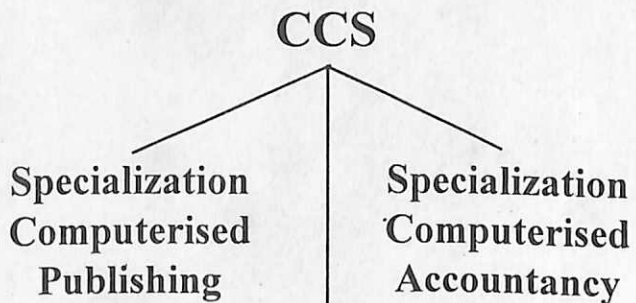 CCS
Specialization
Computerised
Publishing
Specialization
Computerised
Accountancy